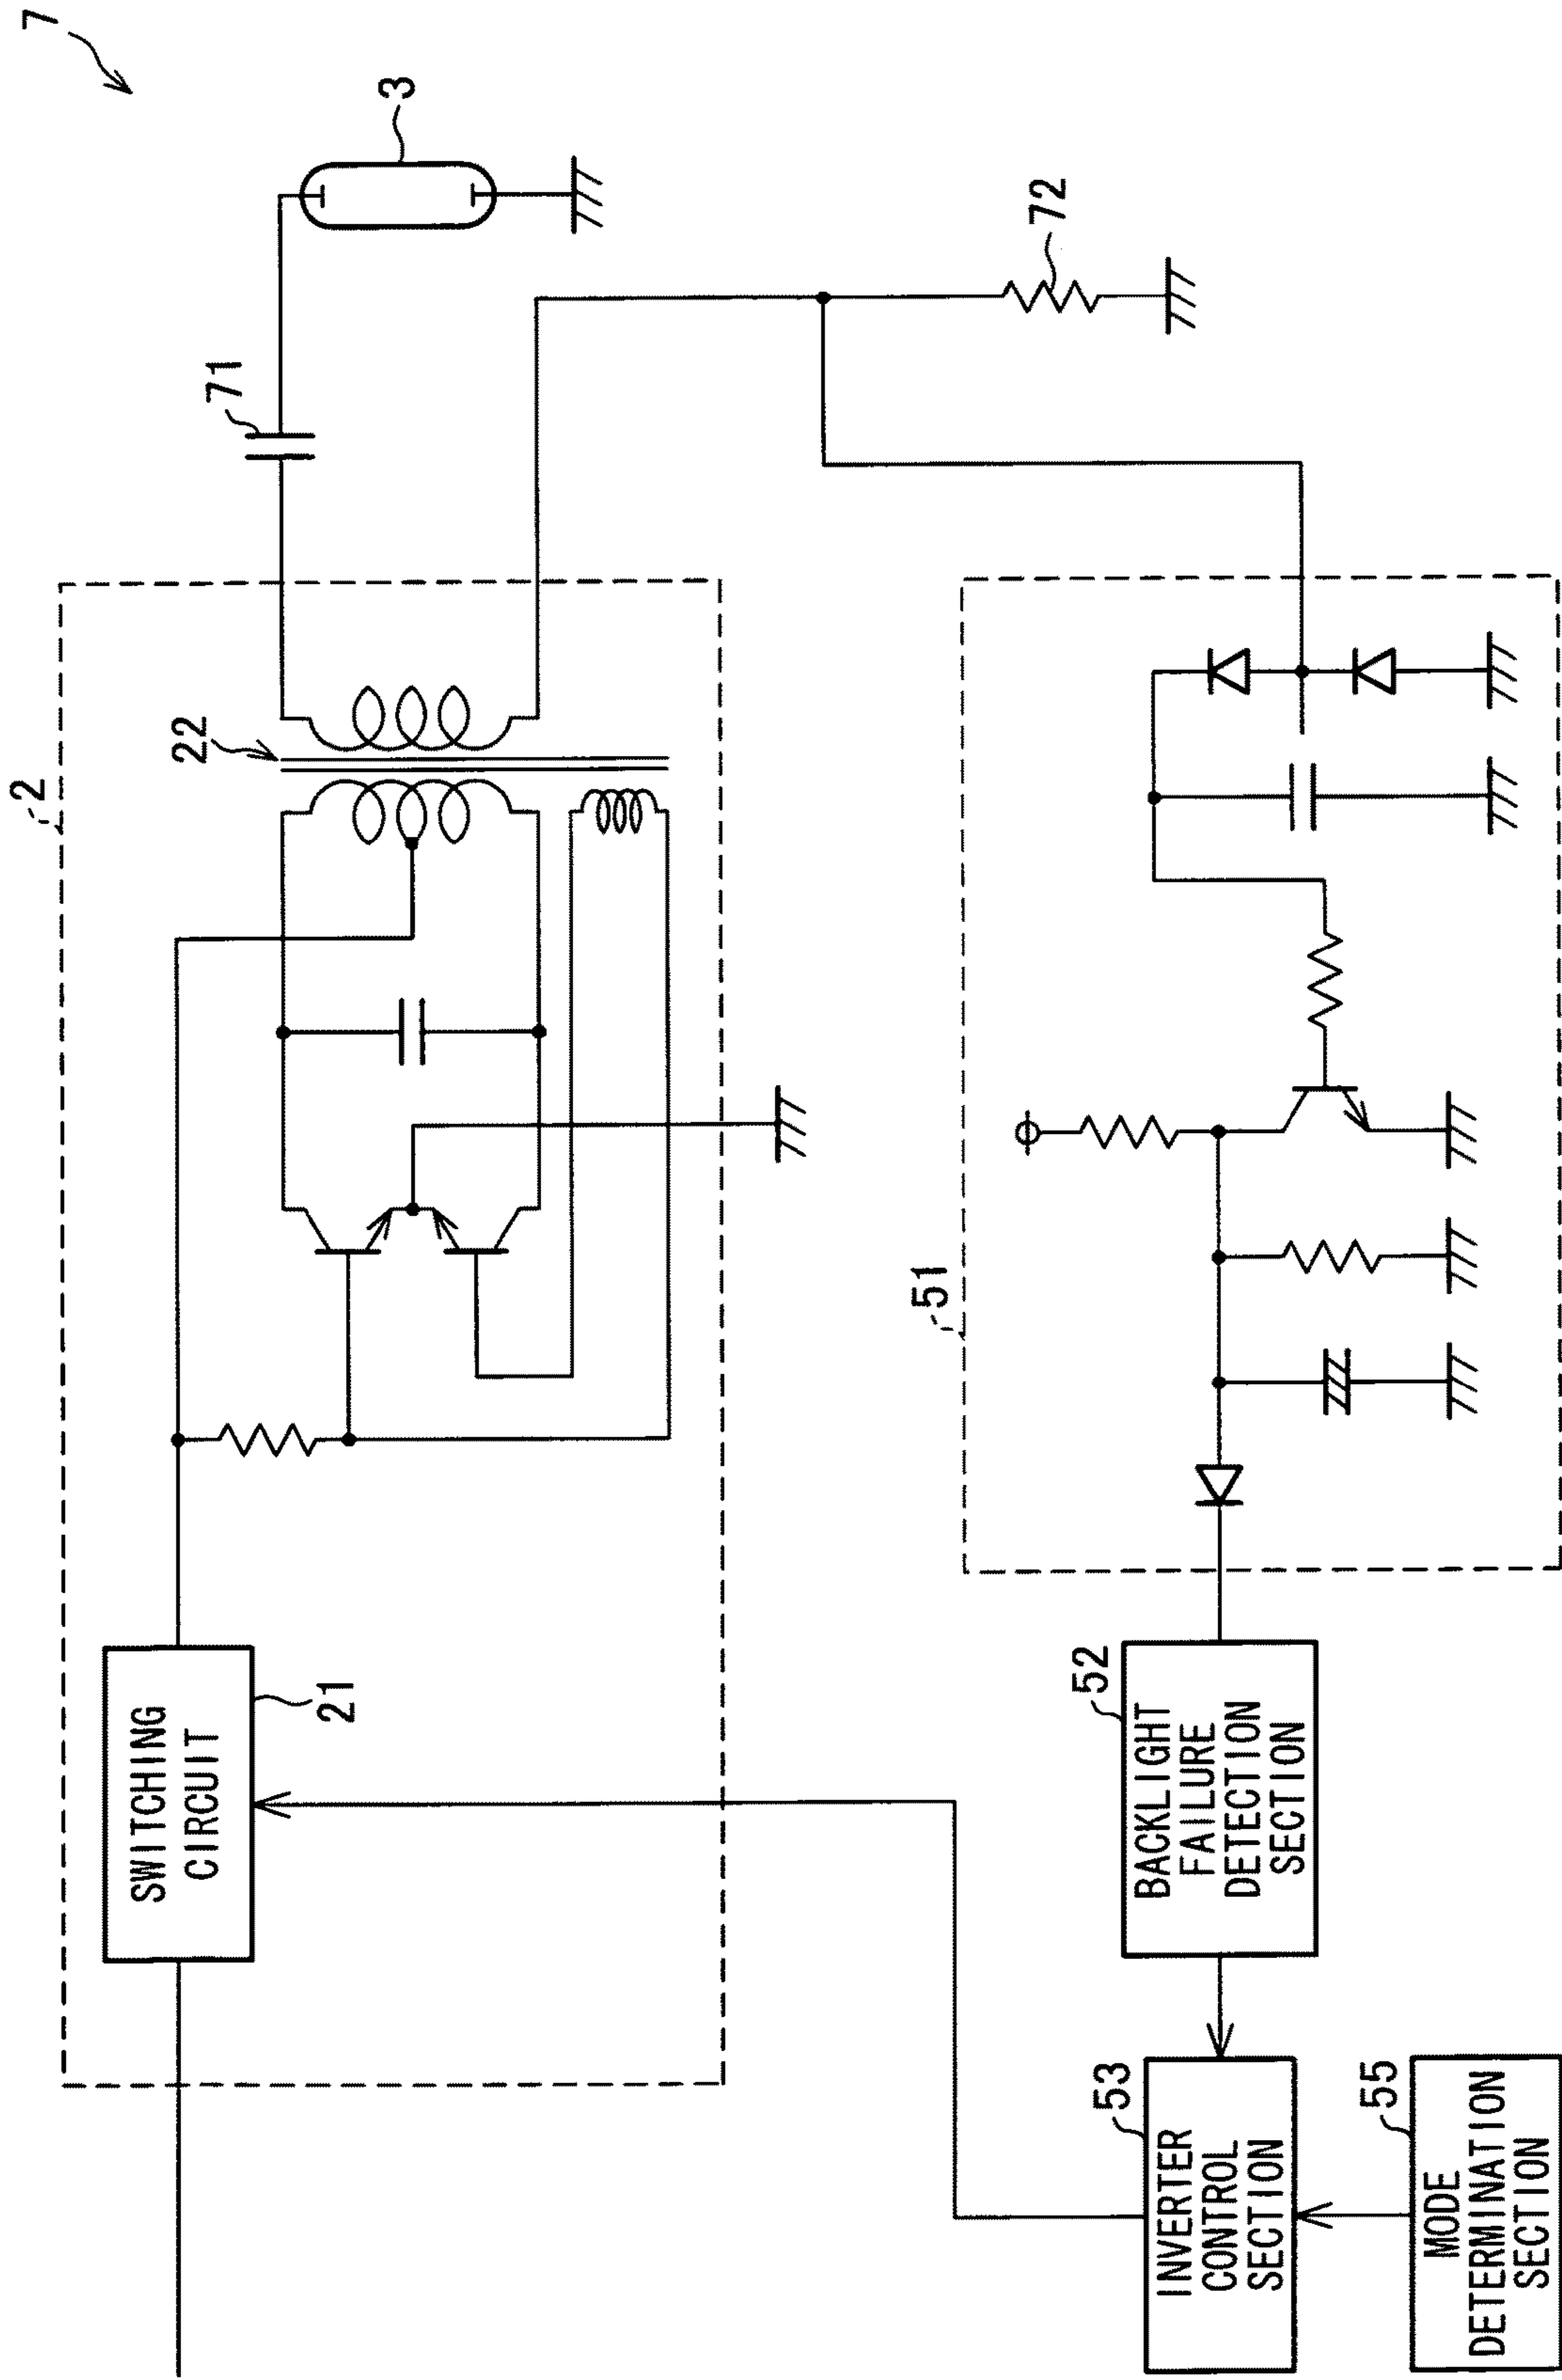 7
3
71
72
22
2
51
SWITCHING
CIRCUIT
21
52
BACKLIGHT
FAILURE
DETECTION
SECTION
53
INVERTER
CONTROL
SECTION
55
MODE
DETERMINATION
SECTION